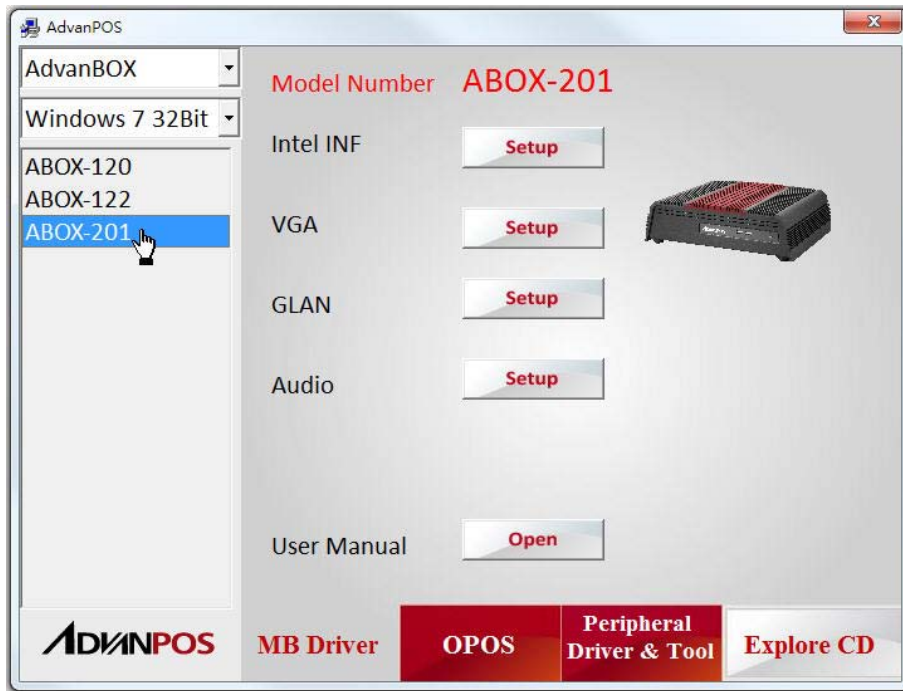 AdvanPOS
AdvanBOX
Windows 7 32Bit
ABOX-120
ABOX-122
ABOX-201
Model Number ABOX-201
Intel INF Setup
VGA Setup
GLAN Setup
Audio Setup
User Manual Open
ADVANPOS
MB Driver
OPOS
Peripheral
Driver & Tool
Explore CD